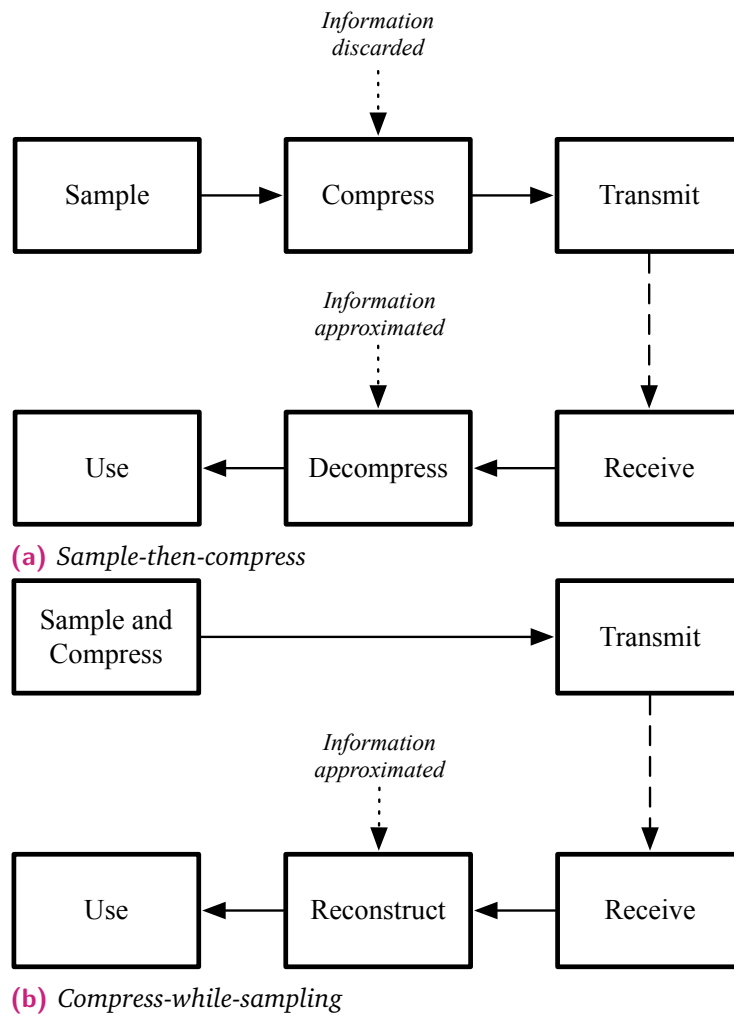 Information
discarded
Sample
Compress
Transmit
Information
approximated
Use
Decompress
Receive
(a) Sample-then-compress
Sample and
Compress
Transmit
Information
approximated
Use
Reconstruct
Receive
(b) Compress-while-sampling